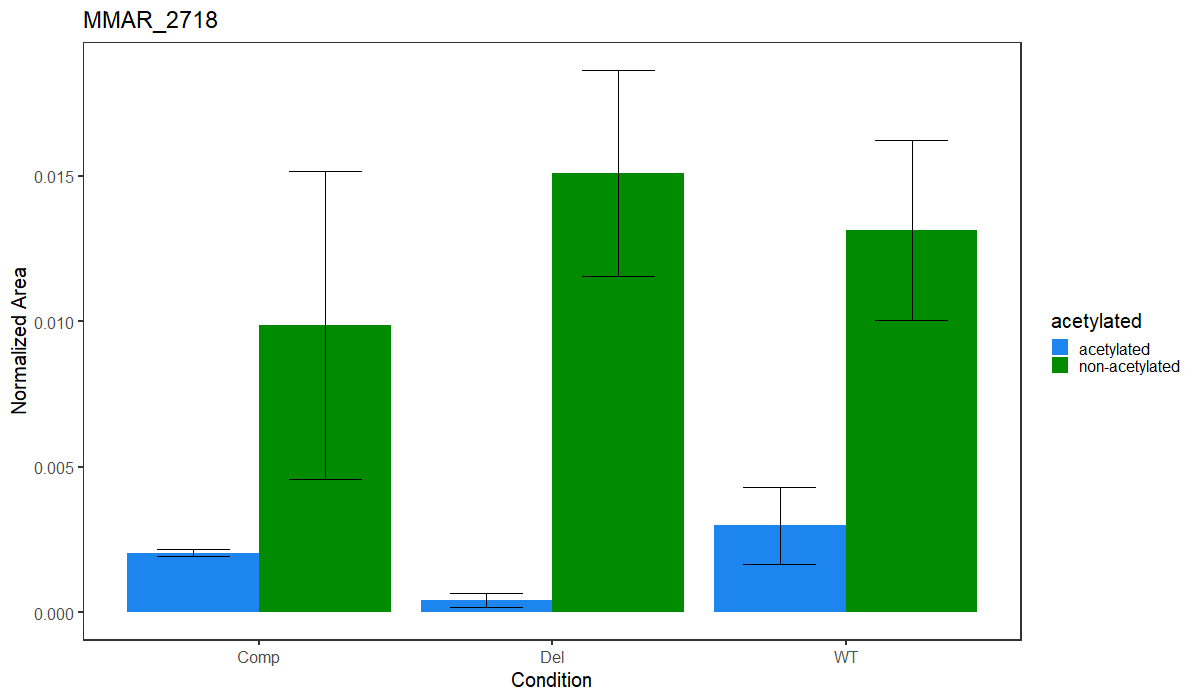 MMAR_2718
Normalized Area
0.015
0.010
0.005
0.000
Comp
Del
WT
Condition
acetylated
acetylated
non-acetylated